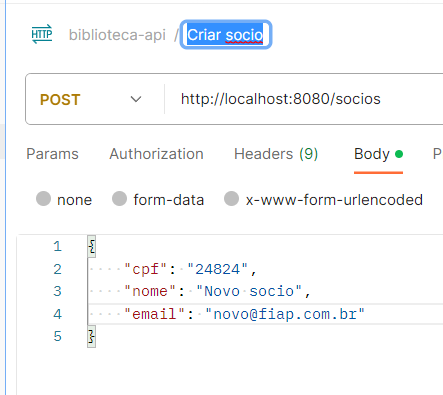 HTTP biblioteca-api / Criar socio
POST http://localhost:8080/socios
Params Authorization Headers (9) Body P
none form-data x-www-form-urlencoded
1 {
2 "cpf": "24824",
3 "nome": "Novo socio",
4 "email": "novo@fiap.com.br"
5 }